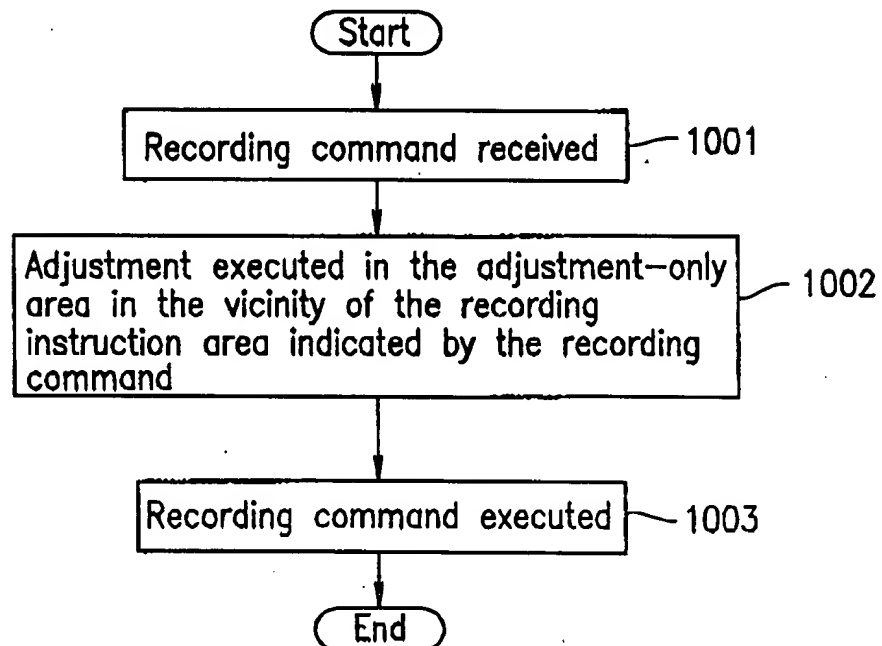 Start
Recording command received
1001
Adjustment executed in the adjustment-only
area in the vicinity of the recording
instruction area indicated by the recording
command
1002
Recording command executed
1003
End